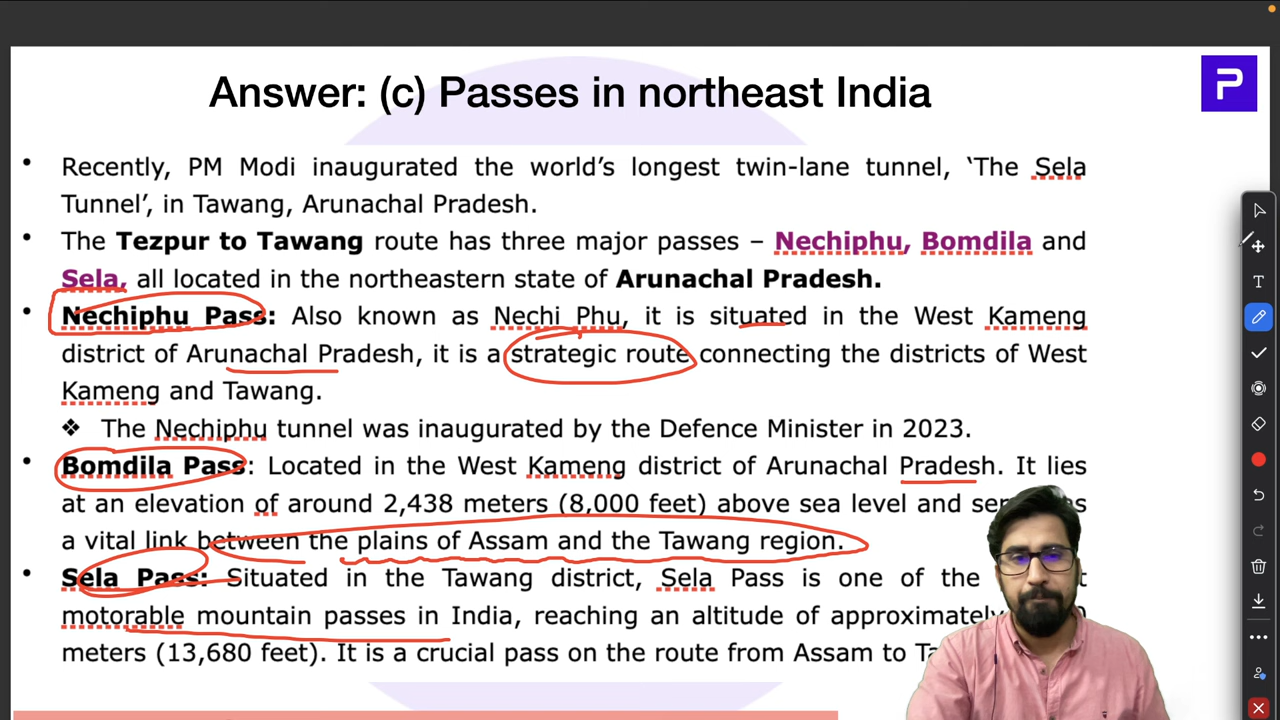 Answer: (c) Passes in northeast India
P
• Recently, PM Modi inaugurated the world’s longest twin-lane tunnel, ‘The Sela
Tunnel’, in Tawang, Arunachal Pradesh.
• The Tezpur to Tawang route has three major passes – Nechiphu, Bomdila and
Sela, all located in the northeastern state of Arunachal Pradesh.
• Nechiphu Pass: Also known as Nechi Phu, it is situated in the West Kameng
district of Arunachal Pradesh, it is a strategic route connecting the districts of West
Kameng and Tawang.
❖ The Nechiphu tunnel was inaugurated by the Defence Minister in 2023.
• Bomdila Pass: Located in the West Kameng district of Arunachal Pradesh. It lies
at an elevation of around 2,438 meters (8,000 feet) above sea level and
a vital link between the plains of Assam and the Tawang region.
• Sela Pass: Situated in the Tawang district, Sela Pass is one of the
motorable mountain passes in India, reaching an altitude of
meters (13,680 feet). It is a crucial pass on the route from Assam to
T